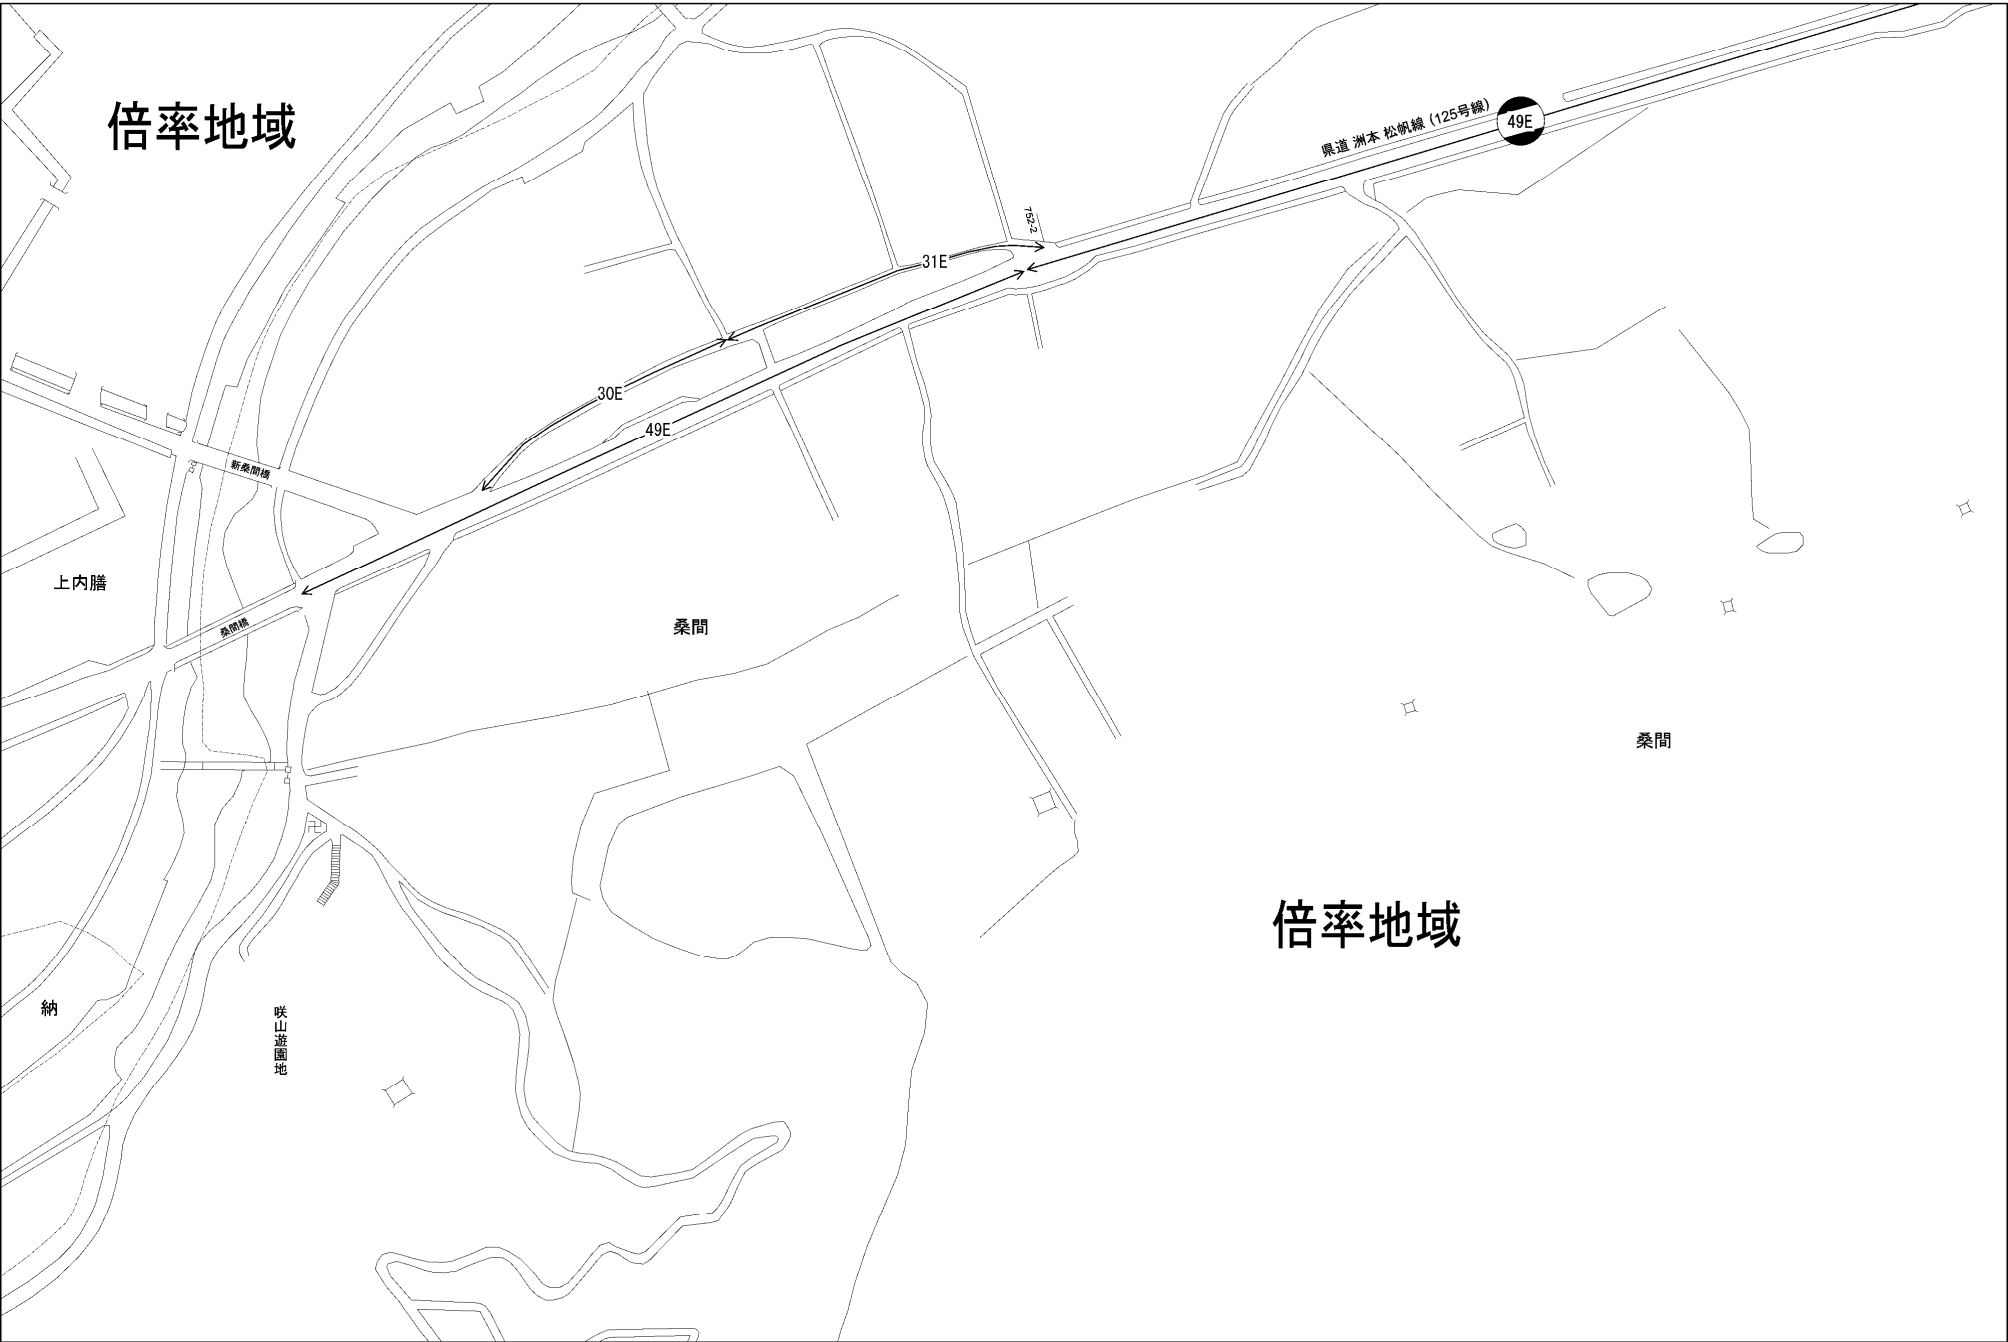 倍率地域
県道 洲本 松帆線 (125号線)
49E
752-2
31E
30E
49E
新桑間橋
上内膳
桑間橋
桑間
桑間
倍率地域
納
咲山遊園地